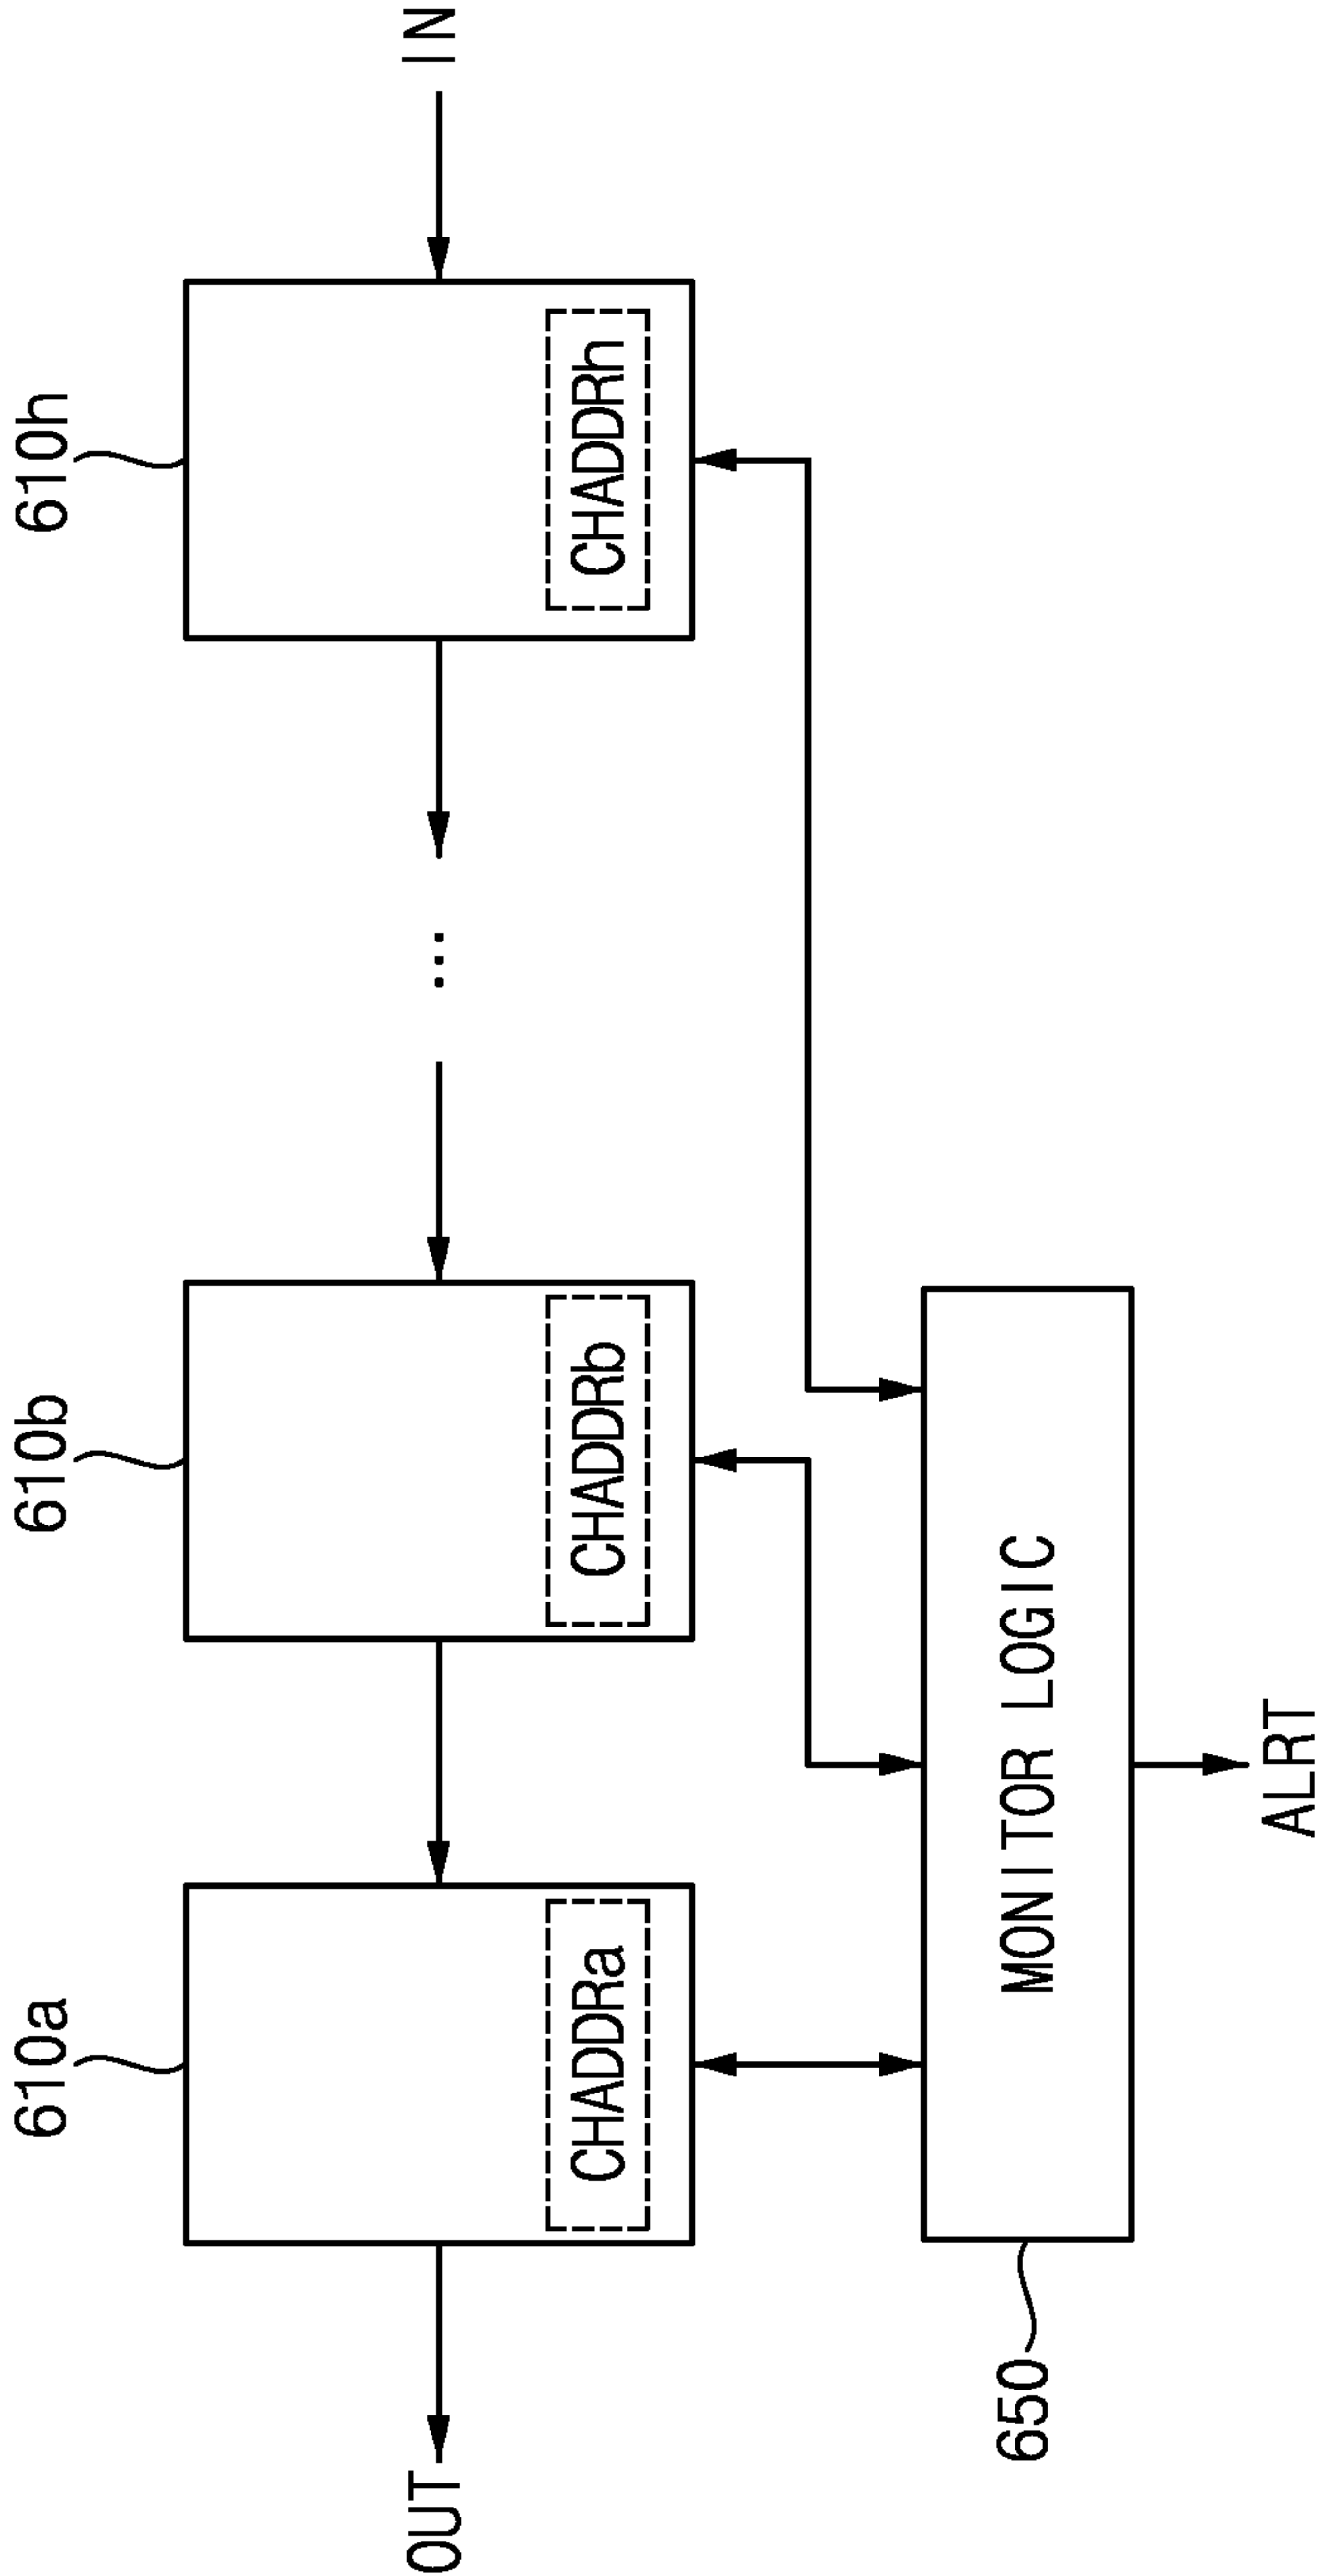 610a
610b
610h
OUT
CHADDRa
CHADDRb
...
CHADDRh
IN
650
MONITOR LOGIC
ALRT